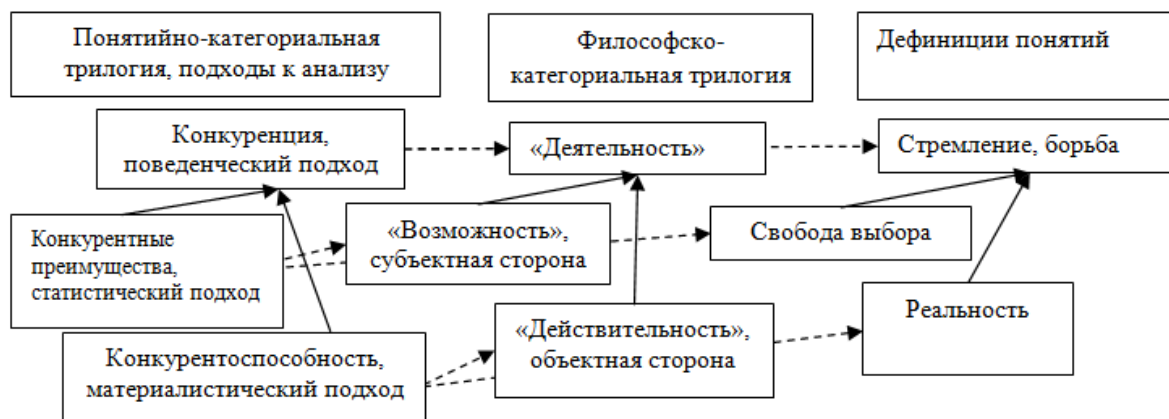 Понятийно-категориальная
трилогия, подходы к анализу
Философско-
категориальная трилогия
Дефиниции понятий
Конкуренция,
поведенческий подход
«Деятельность»
Стремление, борьба
Конкурентные
преимущества,
статистический подход
«Возможность»,
субъектная сторона
Свобода выбора
Конкурентоспособность,
материалистический подход
«Действительность»,
объектная сторона
Реальность